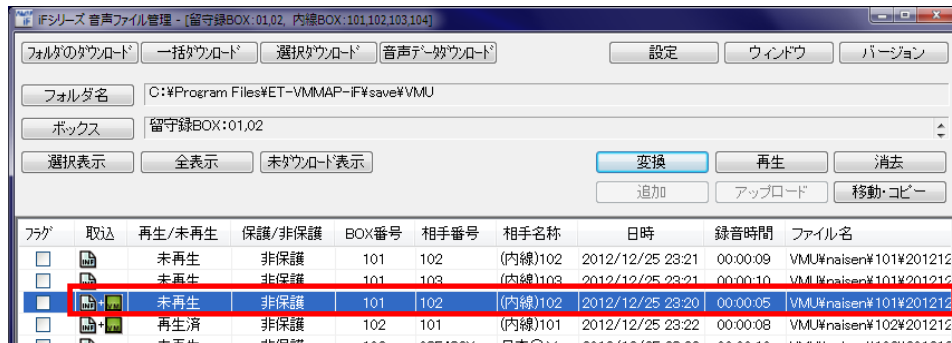 iFシリーズ 音声ファイル管理 - [留守録BOX:01,02, 内線BOX:101,102,103,104]
フォルダのダウンロード 一括ダウンロード 選択ダウンロード 音声データダウンロード 設定 ウィンドウ バージョン
フォルダ名 C:¥Program Files¥ET-VMMAP-iF¥save¥VMU
ボックス 留守録BOX:01,02
選択表示 全表示 未ダウンロード表示 変換 再生 消去
追加 アップロード 移動・コピー
フラグ 取込 再生/未再生 保護/非保護 BOX番号 相手番号 相手名称 日時 録音時間 ファイル名
INT 未再生 非保護 101 102 (内線)102 2012/12/25 23:21 00:00:09 VMU¥naisen¥101¥201212
未再生 非保護 101 103 (内線)103 2012/12/25 23:21 00:00:10 VMU¥naisen¥101¥201212
INT+VM 未再生 非保護 101 102 (内線)102 2012/12/25 23:20 00:00:05 VMU¥naisen¥101¥201212
INT+VM 再生済 非保護 102 101 (内線)101 2012/12/25 23:22 00:00:08 VMU¥naisen¥102¥201212